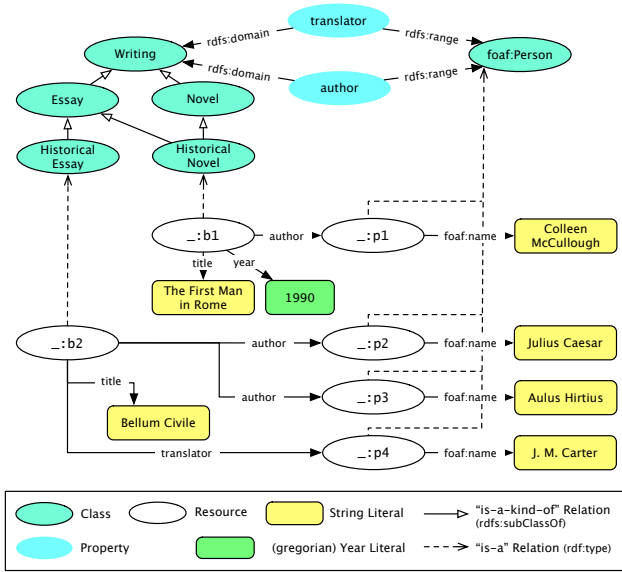 translator
rdfs:domain
rdfs:range
Writing
foaf:Person
rdfs:domain
rdfs:range
author
Essay
Novel
Historical
Essay
Historical
Novel
_:b1
author
_:p1
foaf:name
Colleen
McCullough
title
year
The First Man
in Rome
1990
_:b2
author
_:p2
foaf:name
Julius Caesar
title
author
_:p3
foaf:name
Aulus Hirtius
Bellum Civile
translator
_:p4
foaf:name
J. M. Carter
Class
Resource
String Literal
“is-a-kind-of” Relation
(rdfs:subClassOf)
Property
(gregorian) Year Literal
“is-a” Relation (rdf:type)